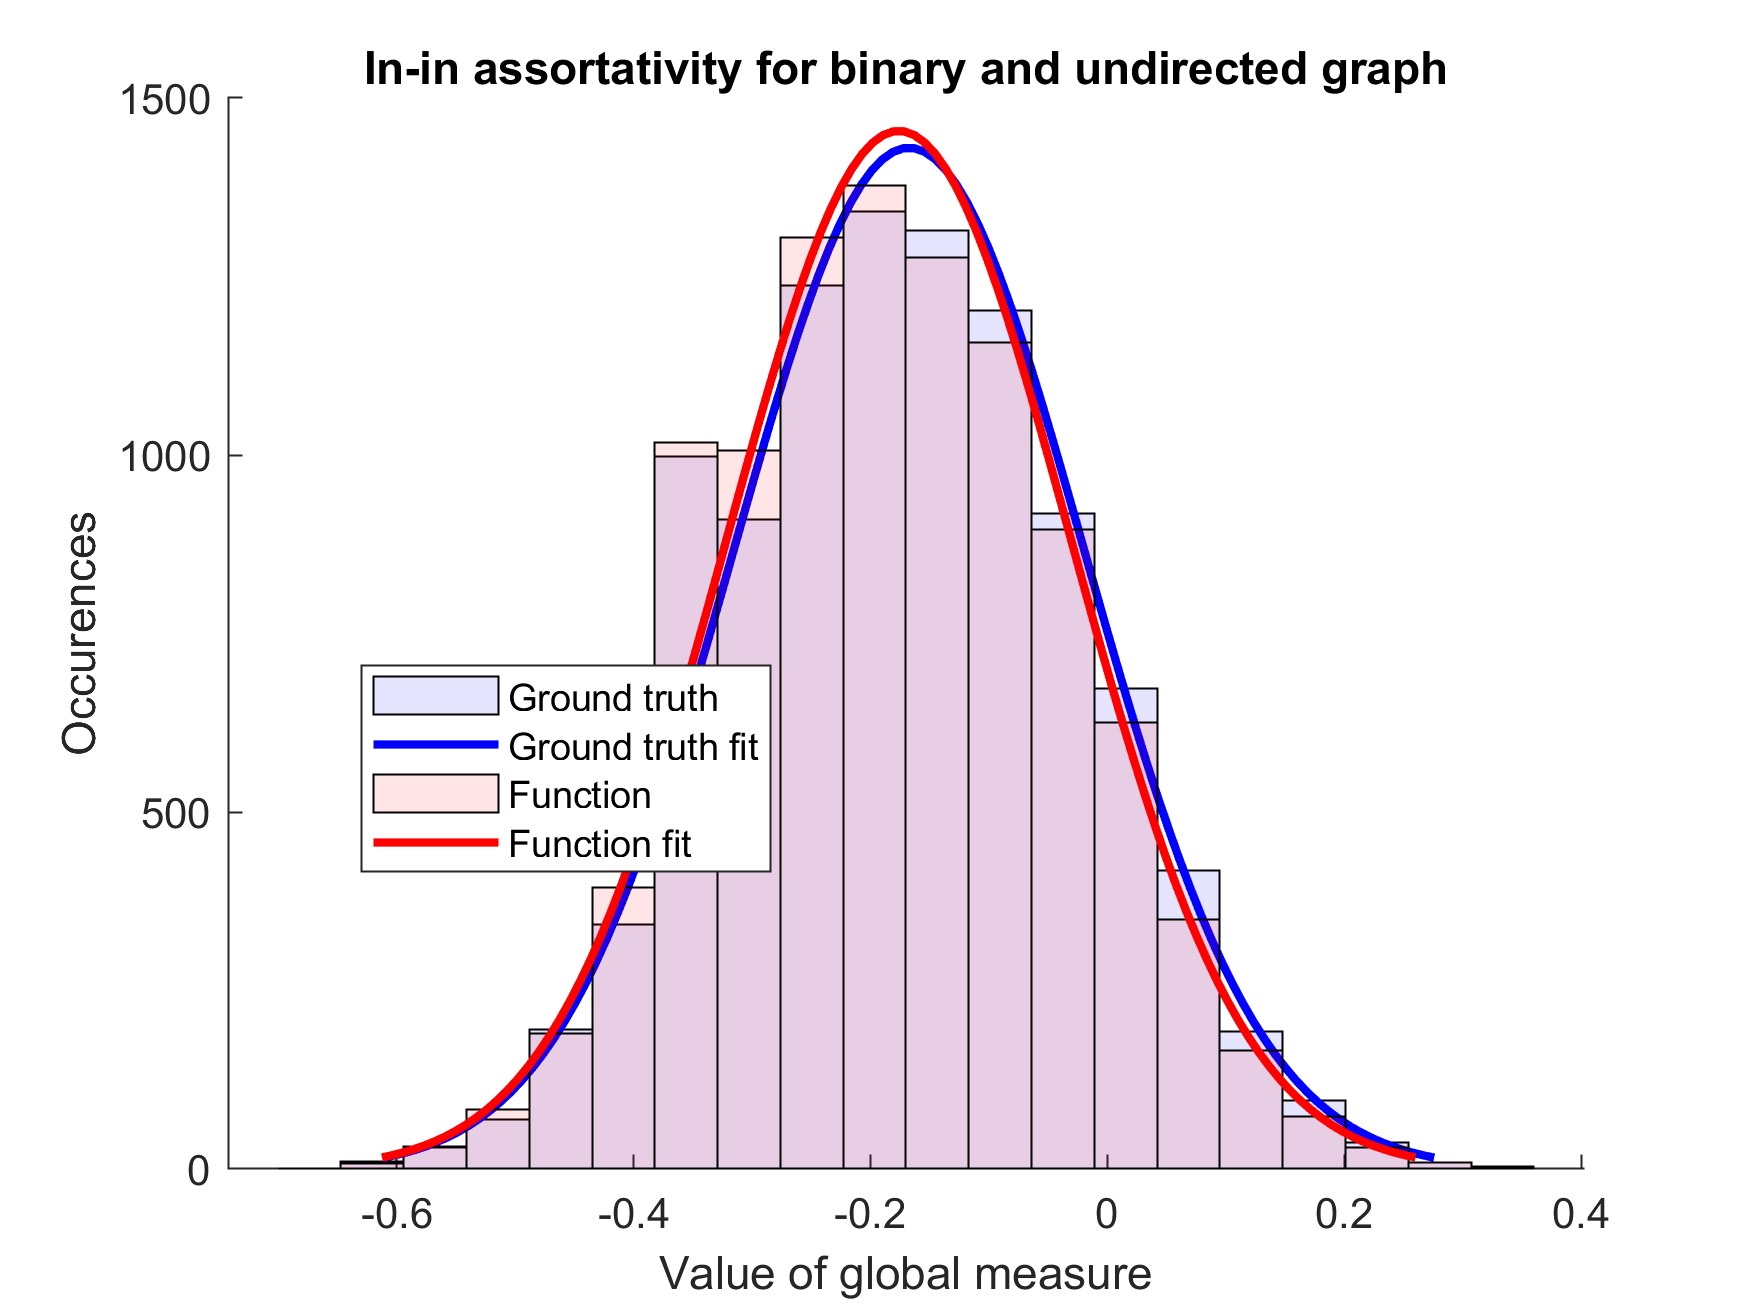 In-in assortativity for binary and undirected graph
1500
1000
500
0
Occurences
Ground truth
Ground truth fit
Function
Function fit
-0.6
-0.4
-0.2
0
0.2
0.4
Value of global measure